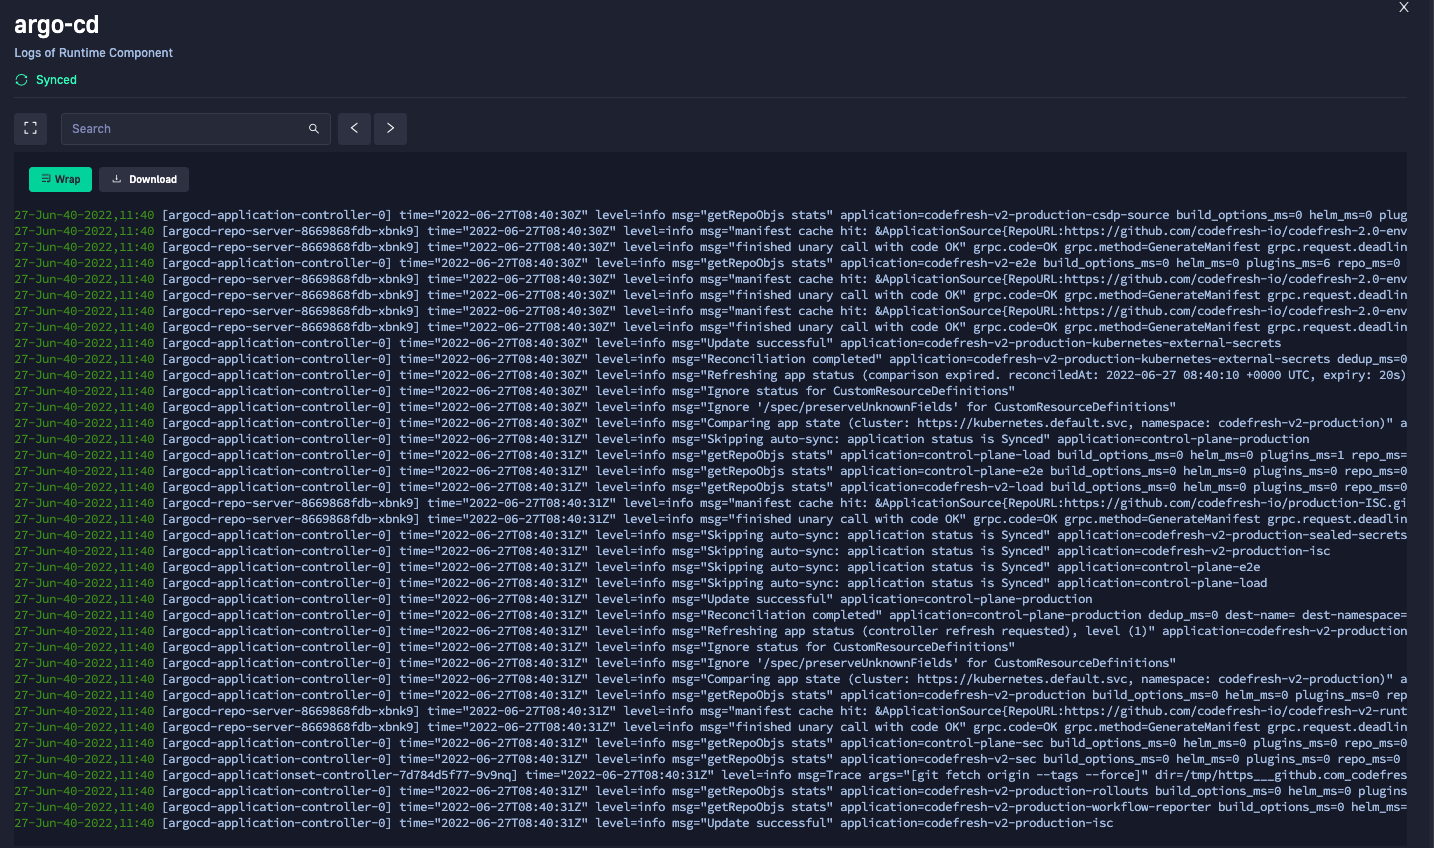 argo-cd
Logs of Runtime Component
Synced
Search
Wrap
Download
27-Jun-40-2022,11:40 [argocd-application-controller-0] time="2022-06-27T08:40:30Z" level=info msg="getRepoObjs stats" application=codefresh-v2-production-csdp-source build_options_ms=0 helm_ms=0 plug
27-Jun-40-2022,11:40 [argocd-repo-server-8669868fdb-xbnk9] time="2022-06-27T08:40:30Z" level=info msg="manifest cache hit: &ApplicationSource{RepoURL:https://github.com/codefresh-io/codefresh-2.0-env
27-Jun-40-2022,11:40 [argocd-repo-server-8669868fdb-xbnk9] time="2022-06-27T08:40:30Z" level=info msg="finished unary call with code OK" grpc.code=OK grpc.method=GenerateManifest grpc.request.deadlin
27-Jun-40-2022,11:40 [argocd-application-controller-0] time="2022-06-27T08:40:30Z" level=info msg="getRepoObjs stats" application=codefresh-v2-e2e build_options_ms=0 helm_ms=0 plugins_ms=6 repo_ms=0
27-Jun-40-2022,11:40 [argocd-repo-server-8669868fdb-xbnk9] time="2022-06-27T08:40:30Z" level=info msg="manifest cache hit: &ApplicationSource{RepoURL:https://github.com/codefresh-io/codefresh-2.0-env
27-Jun-40-2022,11:40 [argocd-repo-server-8669868fdb-xbnk9] time="2022-06-27T08:40:30Z" level=info msg="finished unary call with code OK" grpc.code=OK grpc.method=GenerateManifest grpc.request.deadlin
27-Jun-40-2022,11:40 [argocd-repo-server-8669868fdb-xbnk9] time="2022-06-27T08:40:30Z" level=info msg="manifest cache hit: &ApplicationSource{RepoURL:https://github.com/codefresh-io/codefresh-2.0-env
27-Jun-40-2022,11:40 [argocd-repo-server-8669868fdb-xbnk9] time="2022-06-27T08:40:30Z" level=info msg="finished unary call with code OK" grpc.code=OK grpc.method=GenerateManifest grpc.request.deadlin
27-Jun-40-2022,11:40 [argocd-application-controller-0] time="2022-06-27T08:40:30Z" level=info msg="Update successful" application=codefresh-v2-production-kubernetes-external-secrets
27-Jun-40-2022,11:40 [argocd-application-controller-0] time="2022-06-27T08:40:30Z" level=info msg="Reconciliation completed" application=codefresh-v2-production-kubernetes-external-secrets dedup_ms=0
27-Jun-40-2022,11:40 [argocd-application-controller-0] time="2022-06-27T08:40:30Z" level=info msg="Refreshing app status (comparison expired. reconciledAt: 2022-06-27 08:40:10 +0000 UTC, expiry: 20s)
27-Jun-40-2022,11:40 [argocd-application-controller-0] time="2022-06-27T08:40:30Z" level=info msg="Ignore status for CustomResourceDefinitions"
27-Jun-40-2022,11:40 [argocd-application-controller-0] time="2022-06-27T08:40:30Z" level=info msg="Ignore '/spec/preserveUnknownFields' for CustomResourceDefinitions"
27-Jun-40-2022,11:40 [argocd-application-controller-0] time="2022-06-27T08:40:30Z" level=info msg="Comparing app state (cluster: https://kubernetes.default.svc, namespace: codefresh-v2-production)" a
27-Jun-40-2022,11:40 [argocd-application-controller-0] time="2022-06-27T08:40:31Z" level=info msg="Skipping auto-sync: application status is Synced" application=control-plane-production
27-Jun-40-2022,11:40 [argocd-application-controller-0] time="2022-06-27T08:40:31Z" level=info msg="getRepoObjs stats" application=control-plane-load build_options_ms=0 helm_ms=0 plugins_ms=1 repo_ms=
27-Jun-40-2022,11:40 [argocd-application-controller-0] time="2022-06-27T08:40:31Z" level=info msg="getRepoObjs stats" application=control-plane-e2e build_options_ms=0 helm_ms=0 plugins_ms=0 repo_ms=0
27-Jun-40-2022,11:40 [argocd-application-controller-0] time="2022-06-27T08:40:31Z" level=info msg="getRepoObjs stats" application=codefresh-v2-load build_options_ms=0 helm_ms=0 plugins_ms=0 repo_ms=0
27-Jun-40-2022,11:40 [argocd-repo-server-8669868fdb-xbnk9] time="2022-06-27T08:40:31Z" level=info msg="manifest cache hit: &ApplicationSource{RepoURL:https://github.com/codefresh-io/production-ISC.gi
27-Jun-40-2022,11:40 [argocd-repo-server-8669868fdb-xbnk9] time="2022-06-27T08:40:31Z" level=info msg="finished unary call with code OK" grpc.code=OK grpc.method=GenerateManifest grpc.request.deadlin
27-Jun-40-2022,11:40 [argocd-application-controller-0] time="2022-06-27T08:40:31Z" level=info msg="Skipping auto-sync: application status is Synced" application=codefresh-v2-production-sealed-secrets
27-Jun-40-2022,11:40 [argocd-application-controller-0] time="2022-06-27T08:40:31Z" level=info msg="Skipping auto-sync: application status is Synced" application=codefresh-v2-production-isc
27-Jun-40-2022,11:40 [argocd-application-controller-0] time="2022-06-27T08:40:31Z" level=info msg="Skipping auto-sync: application status is Synced" application=control-plane-e2e
27-Jun-40-2022,11:40 [argocd-application-controller-0] time="2022-06-27T08:40:31Z" level=info msg="Skipping auto-sync: application status is Synced" application=control-plane-load
27-Jun-40-2022,11:40 [argocd-application-controller-0] time="2022-06-27T08:40:31Z" level=info msg="Update successful" application=control-plane-production
27-Jun-40-2022,11:40 [argocd-application-controller-0] time="2022-06-27T08:40:31Z" level=info msg="Reconciliation completed" application=control-plane-production dedup_ms=0 dest-name= dest-namespace=
27-Jun-40-2022,11:40 [argocd-application-controller-0] time="2022-06-27T08:40:31Z" level=info msg="Refreshing app status (controller refresh requested), level (1)" application=codefresh-v2-production
27-Jun-40-2022,11:40 [argocd-application-controller-0] time="2022-06-27T08:40:31Z" level=info msg="Ignore status for CustomResourceDefinitions"
27-Jun-40-2022,11:40 [argocd-application-controller-0] time="2022-06-27T08:40:31Z" level=info msg="Ignore '/spec/preserveUnknownFields' for CustomResourceDefinitions"
27-Jun-40-2022,11:40 [argocd-application-controller-0] time="2022-06-27T08:40:31Z" level=info msg="Comparing app state (cluster: https://kubernetes.default.svc, namespace: codefresh-v2-production)" a
27-Jun-40-2022,11:40 [argocd-application-controller-0] time="2022-06-27T08:40:31Z" level=info msg="getRepoObjs stats" application=codefresh-v2-production build_options_ms=0 helm_ms=0 plugins_ms=0 rep
27-Jun-40-2022,11:40 [argocd-repo-server-8669868fdb-xbnk9] time="2022-06-27T08:40:31Z" level=info msg="manifest cache hit: &ApplicationSource{RepoURL:https://github.com/codefresh-io/codefresh-v2-runt
27-Jun-40-2022,11:40 [argocd-repo-server-8669868fdb-xbnk9] time="2022-06-27T08:40:31Z" level=info msg="finished unary call with code OK" grpc.code=OK grpc.method=GenerateManifest grpc.request.deadlin
27-Jun-40-2022,11:40 [argocd-application-controller-0] time="2022-06-27T08:40:31Z" level=info msg="getRepoObjs stats" application=control-plane-sec build_options_ms=0 helm_ms=0 plugins_ms=0 repo_ms=0
27-Jun-40-2022,11:40 [argocd-application-controller-0] time="2022-06-27T08:40:31Z" level=info msg="getRepoObjs stats" application=codefresh-v2-sec build_options_ms=0 helm_ms=0 plugins_ms=0 repo_ms=0
27-Jun-40-2022,11:40 [argocd-applicationset-controller-7d784d5f77-9v9nq] time="2022-06-27T08:40:31Z" level=info msg=Trace args="[git fetch origin --tags --force]" dir=/tmp/https___github.com_codefres
27-Jun-40-2022,11:40 [argocd-application-controller-0] time="2022-06-27T08:40:31Z" level=info msg="getRepoObjs stats" application=codefresh-v2-production-rollouts build_options_ms=0 helm_ms=0 plugins
27-Jun-40-2022,11:40 [argocd-application-controller-0] time="2022-06-27T08:40:31Z" level=info msg="getRepoObjs stats" application=codefresh-v2-production-workflow-reporter build_options_ms=0 helm_ms=
27-Jun-40-2022,11:40 [argocd-application-controller-0] time="2022-06-27T08:40:31Z" level=info msg="Update successful" application=codefresh-v2-production-isc